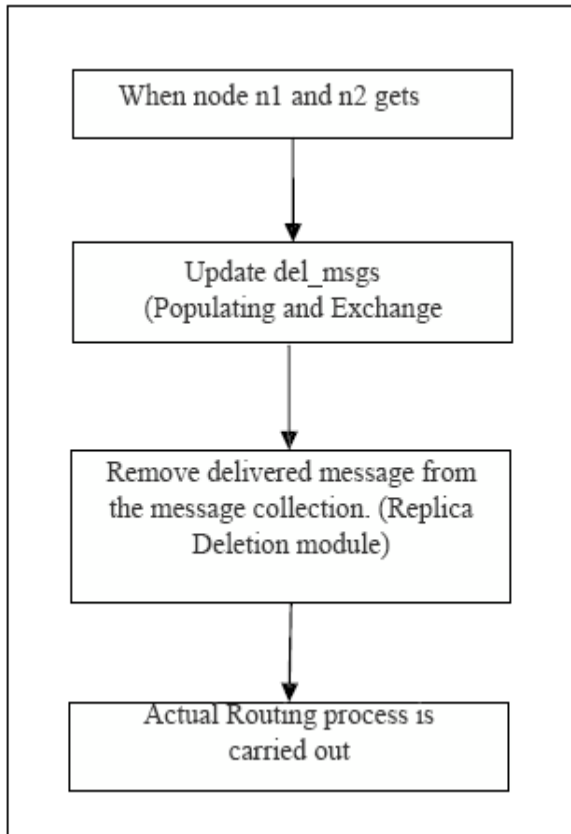 When node n1 and n2 gets
Update del_msgs
(Populating and Exchange
Remove delivered message from
the message collection. (Replica
Deletion module)
Actual Routing process is
carried out